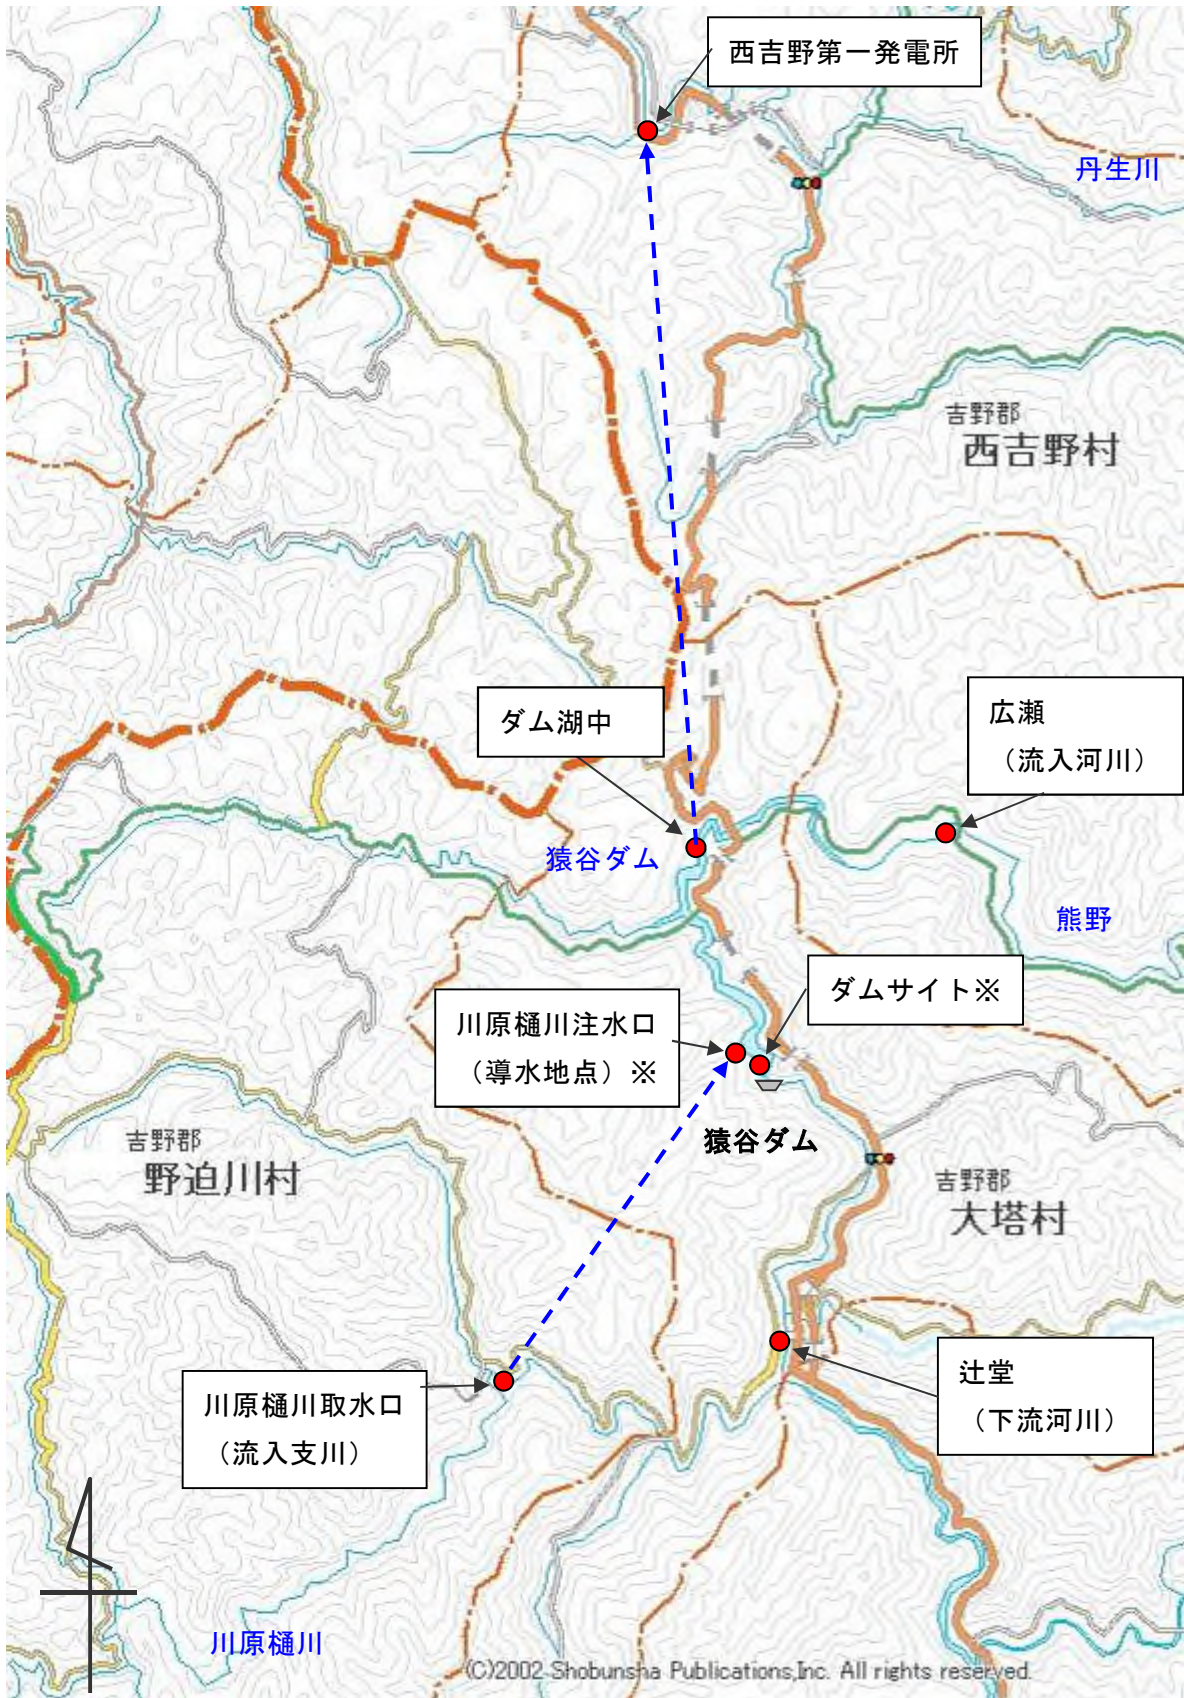 西吉野第一発電所
丹生川
吉野郡
西吉野村
ダム湖中
広瀬
(流入河川)
猿谷ダム
熊野
ダムサイト※
川原樋川注水口
(導水地点)※
猿谷ダム
吉野郡
野迫川村
吉野郡
大塔村
辻堂
(下流河川)
川原樋川取水口
(流入支川)
川原樋川
(C)2002 Shobunsha Publications,Inc. All rights reserved.